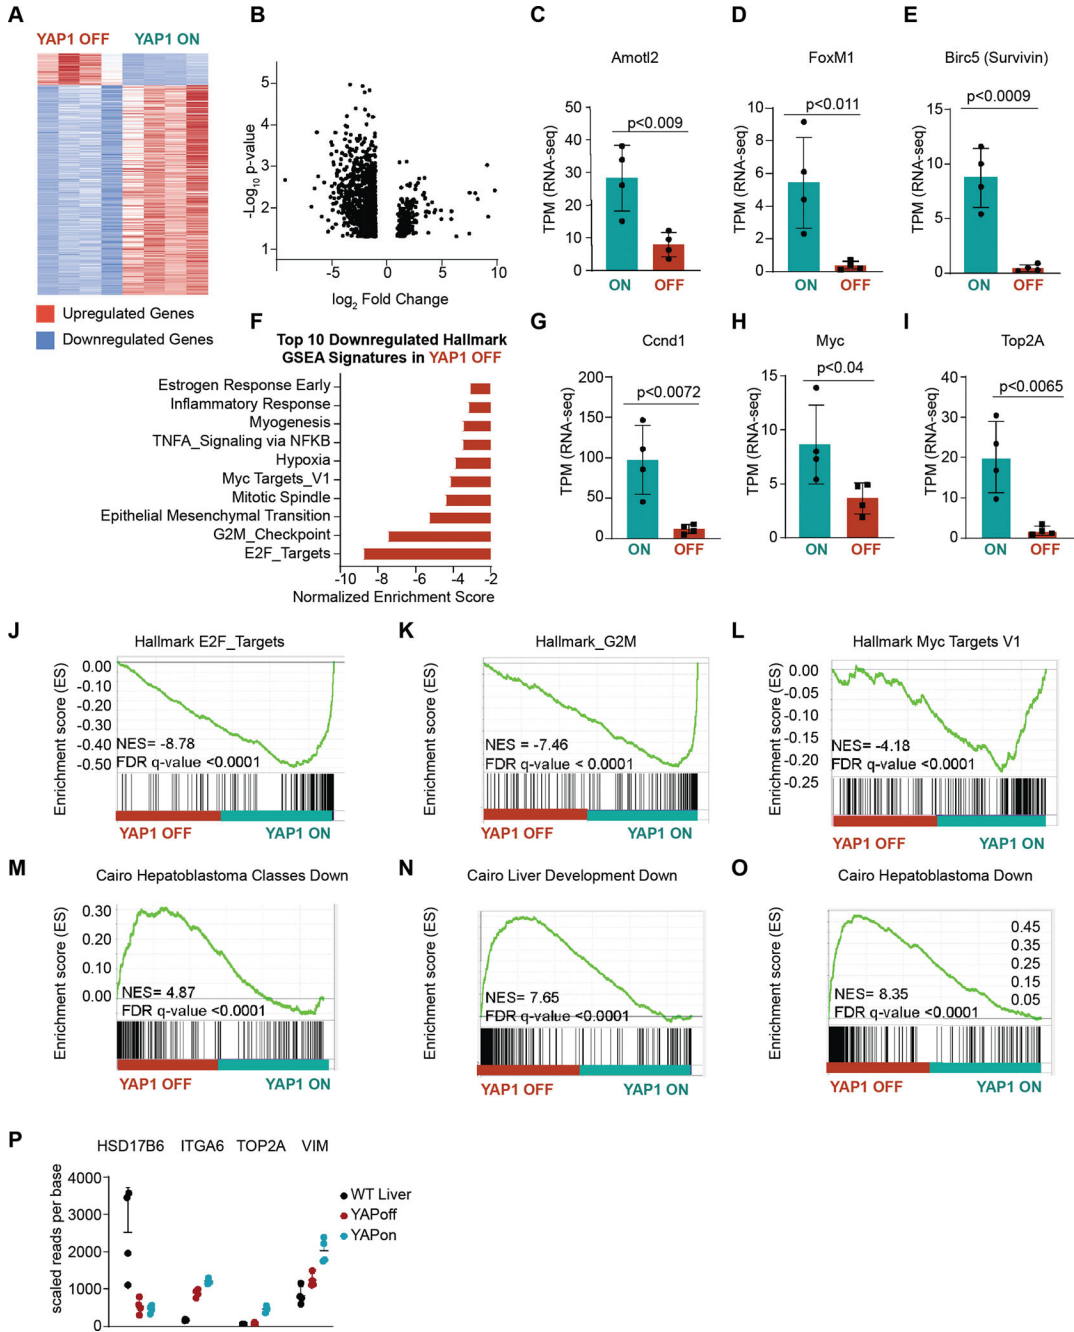 A
YAP1 OFF YAP1 ON
Upregulated Genes
Downregulated Genes
B
5
4
3
2
1
-Log10 p-value
-5 0 5 10
log2 Fold Change
C
Amotl2
p<0.009
50
40
30
20
10
0
TPM (RNA-seq)
ON OFF
D
FoxM1
p<0.011
10
8
6
4
2
0
TPM (RNA-seq)
ON OFF
E
Birc5 (Survivin)
p<0.0009
15
10
5
0
TPM (RNA-seq)
ON OFF
F
Top 10 Downregulated Hallmark
GSEA Signatures in YAP1 OFF
Estrogen Response Early
Inflammatory Response
Myogenesis
TNFA_Signaling via NFKB
Hypoxia
Myc Targets_V1
Mitotic Spindle
Epithelial Mesenchymal Transition
G2M_Checkpoint
E2F_Targets
-10 -8 -6 -4 -2
Normalized Enrichment Score
G
Ccnd1
p<0.0072
200
150
100
50
0
TPM (RNA-seq)
ON OFF
H
Myc
p<0.04
15
10
5
0
TPM (RNA-seq)
ON OFF
I
Top2A
p<0.0065
40
30
20
10
0
TPM (RNA-seq)
ON OFF
J
Hallmark E2F_Targets
0.00
-0.10
-0.20
-0.30
-0.40
-0.50
Enrichment score (ES)
NES= -8.78
FDR q-value <0.0001
YAP1 OFF YAP1 ON
K
Hallmark_G2M
Enrichment score (ES)
NES = -7.46
FDR q-value < 0.0001
YAP1 OFF YAP1 ON
L
Hallmark Myc Targets V1
0.00
-0.05
-0.10
-0.15
-0.20
-0.25
Enrichment score (ES)
NES= -4.18
FDR q-value <0.0001
YAP1 OFF YAP1 ON
M
Cairo Hepatoblastoma Classes Down
0.30
0.20
0.10
0.00
Enrichment score (ES)
NES= 4.87
FDR q-value <0.0001
YAP1 OFF YAP1 ON
N
Cairo Liver Development Down
Enrichment score (ES)
NES= 7.65
FDR q-value <0.0001
YAP1 OFF YAP1 ON
O
Cairo Hepatoblastoma Down
0.45
0.35
0.25
0.15
0.05
Enrichment score (ES)
NES= 8.35
FDR q-value <0.0001
YAP1 OFF YAP1 ON
P
HSD17B6 ITGA6 TOP2A VIM
4000
3000
2000
1000
0
scaled reads per base
WT Liver
YAPoff
YAPon